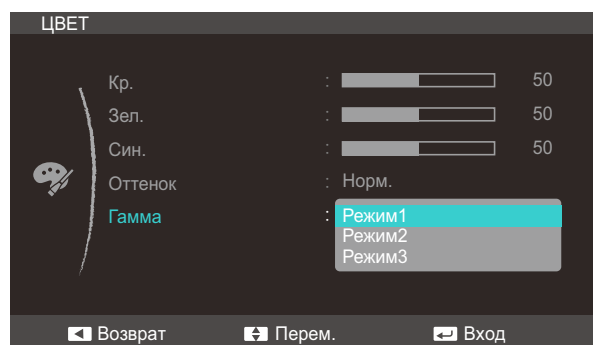 ЦВЕТ
Кр. : 50
Зел. : 50
Син. : 50
Оттенок : Норм.
Гамма : Режим1
Режим2
Режим3
Возврат Перем. Вход